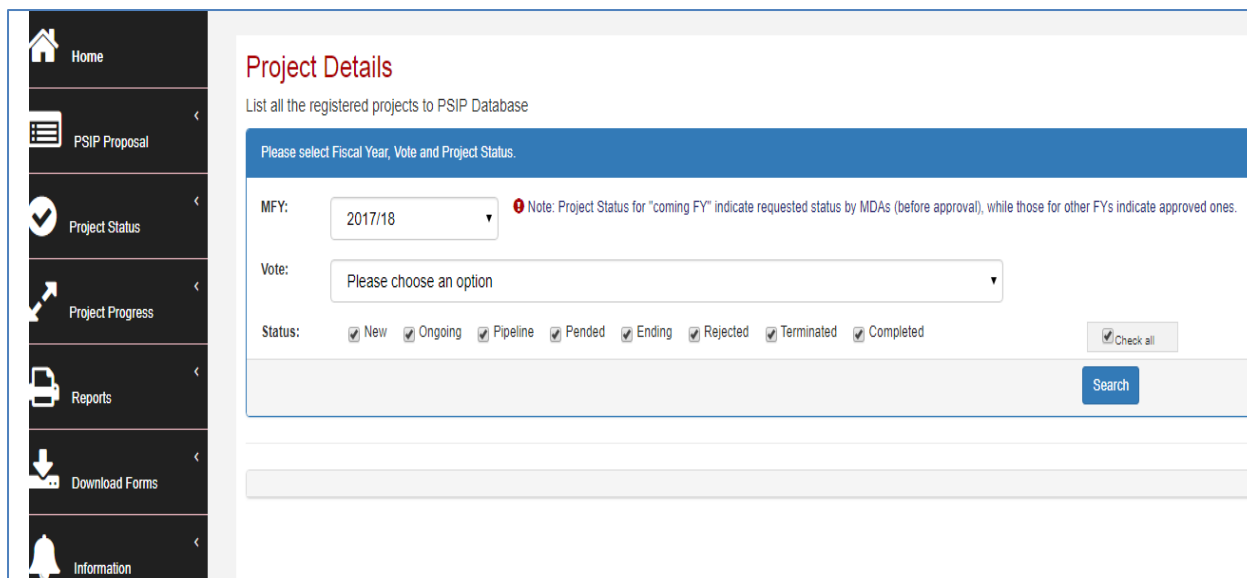 Home
PSIP Proposal
Project Status
Project Progress
Reports
Download Forms
Information
Project Details
List all the registered projects to PSIP Database
Please select Fiscal Year, Vote and Project Status.
MFY:
2017/18
Note: Project Status for "coming FY" indicate requested status by MDAs (before approval), while those for other FYs indicate approved ones.
Vote:
Please choose an option
Status:
New Ongoing Pipeline Pended Ending Rejected Terminated Completed
Check all
Search